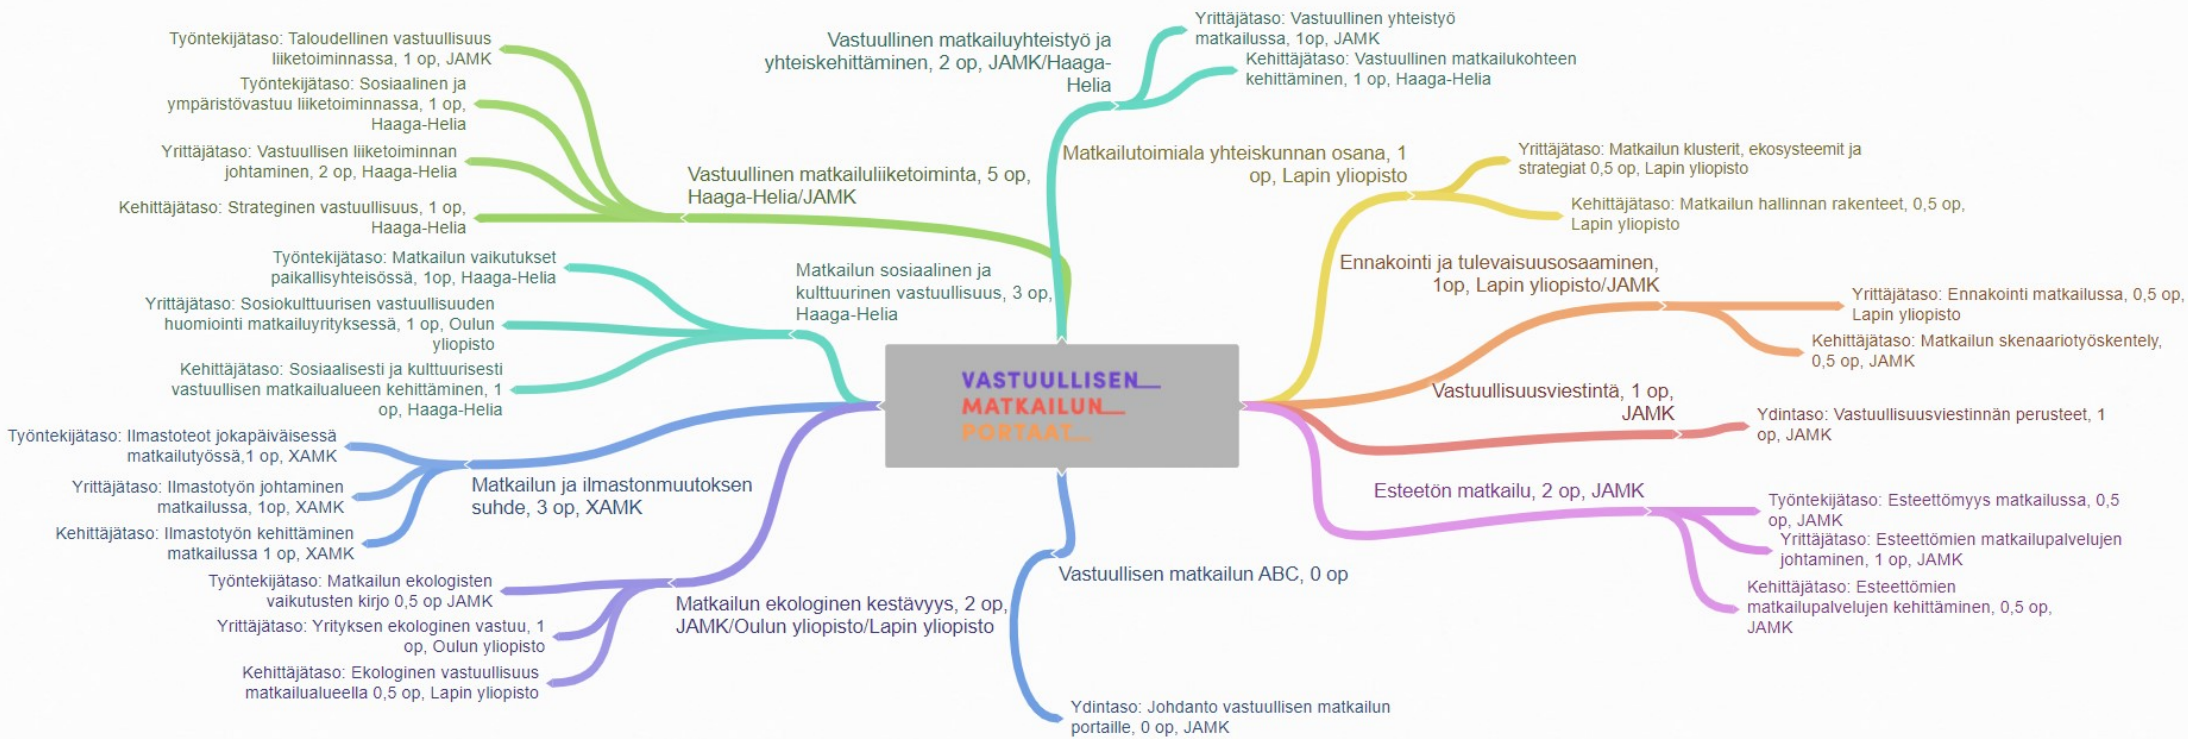 Työntekijätaso: Taloudellinen vastuullisuus
liiketoiminnassa, 1 op, JAMK
Työntekijätaso: Sosiaalinen ja
ympäristövastuu liiketoiminnassa, 1 op,
Haaga-Helia
Yrittäjätaso: Vastuullisen liiketoiminnan
johtaminen, 2 op, Haaga-Helia
Kehittäjätaso: Strateginen vastuullisuus, 1 op,
Haaga-Helia
Vastuullinen matkailuliiketoiminta, 5 op,
Haaga-Helia/JAMK
Työntekijätaso: Matkailun vaikutukset
paikallisyhteisössä, 1op, Haaga-Helia
Yrittäjätaso: Sosiokulttuurisen vastuullisuuden
huomiointi matkailuyrityksessä, 1 op, Oulun
yliopisto
Kehittäjätaso: Sosiaalisesti ja kulttuurisesti
vastuullisen matkailualueen kehittäminen, 1
op, Haaga-Helia
Matkailun sosiaalinen ja
kulttuurinen vastuullisuus, 3 op,
Haaga-Helia
Työntekijätaso: Ilmastoteot jokapäiväisessä
matkailutyössä,1 op, XAMK
Yrittäjätaso: Ilmastotyön johtaminen
matkailussa, 1op, XAMK
Kehittäjätaso: Ilmastotyön kehittäminen
matkailussa 1 op, XAMK
Matkailun ja ilmastonmuutoksen
suhde, 3 op, XAMK
Työntekijätaso: Matkailun ekologisten
vaikutusten kirjo 0,5 op JAMK
Yrittäjätaso: Yrityksen ekologinen vastuu, 1
op, Oulun yliopisto
Kehittäjätaso: Ekologinen vastuullisuus
matkailualueella 0,5 op, Lapin yliopisto
Matkailun ekologinen kestävyys, 2 op,
JAMK/Oulun yliopisto/Lapin yliopisto
VASTUULLISEN
MATKAILUN
PORTAAT
Vastuullinen matkailuyhteistyö ja
yhteiskehittäminen, 2 op, JAMK/Haaga-
Helia
Yrittäjätaso: Vastuullinen yhteistyö
matkailussa, 1op, JAMK
Kehittäjätaso: Vastuullinen matkailukohteen
kehittäminen, 1 op, Haaga-Helia
Matkailutoimiala yhteiskunnan osana, 1
op, Lapin yliopisto
Yrittäjätaso: Matkailun klusterit, ekosysteemit ja
strategiat 0,5 op, Lapin yliopisto
Kehittäjätaso: Matkailun hallinnan rakenteet, 0,5 op,
Lapin yliopisto
Ennakointi ja tulevaisuusosaaminen,
1op, Lapin yliopisto/JAMK
Yrittäjätaso: Ennakointi matkailussa, 0,5 op,
Lapin yliopisto
Kehittäjätaso: Matkailun skenaariotyöskentely,
0,5 op, JAMK
Vastuullisuusviestintä, 1 op,
JAMK
Ydintaso: Vastuullisuusviestinnän perusteet, 1
op, JAMK
Esteetön matkailu, 2 op, JAMK
Työntekijätaso: Esteettömyys matkailussa, 0,5
op, JAMK
Yrittäjätaso: Esteettömien matkailupalvelujen
johtaminen, 1 op, JAMK
Kehittäjätaso: Esteettömien
matkailupalvelujen kehittäminen, 0,5 op,
JAMK
Vastuullisen matkailun ABC, 0 op
Ydintaso: Johdanto vastuullisen matkailun
portaille, 0 op, JAMK